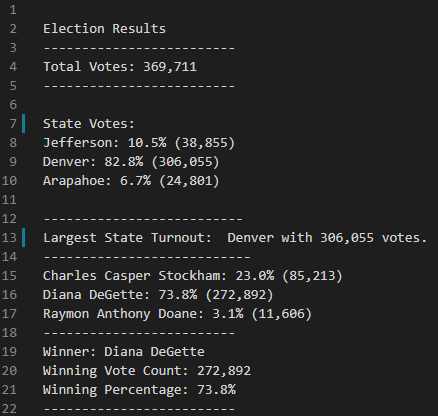 1
2 Election Results
3 -------------------------
4 Total Votes: 369,711
5 -------------------------
6
7 State Votes:
8 Jefferson: 10.5% (38,855)
9 Denver: 82.8% (306,055)
10 Arapahoe: 6.7% (24,801)
11
12 --------------------------
13 Largest State Turnout:  Denver with 306,055 votes.
14 ---------------------------
15 Charles Casper Stockham: 23.0% (85,213)
16 Diana DeGette: 73.8% (272,892)
17 Raymon Anthony Doane: 3.1% (11,606)
18 -------------------------
19 Winner: Diana DeGette
20 Winning Vote Count: 272,892
21 Winning Percentage: 73.8%
22 -------------------------